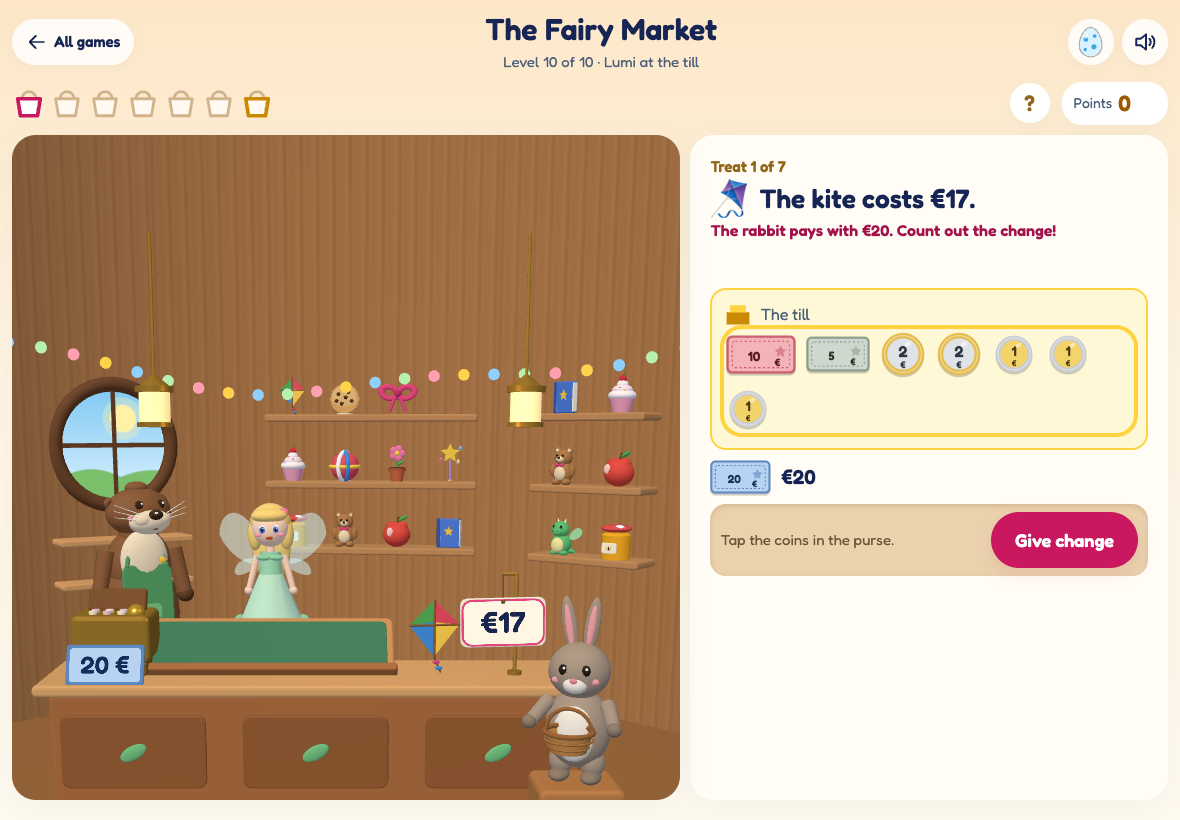 All games
The Fairy Market
Level 10 of 10 · Lumi at the till
?
Points 0
Treat 1 of 7
The kite costs €17.
The rabbit pays with €20. Count out the change!
The till
10 €
5 €
2 €
2 €
1 €
1 €
1 €
20 €
€20
Tap the coins in the purse.
Give change
€17
20 €